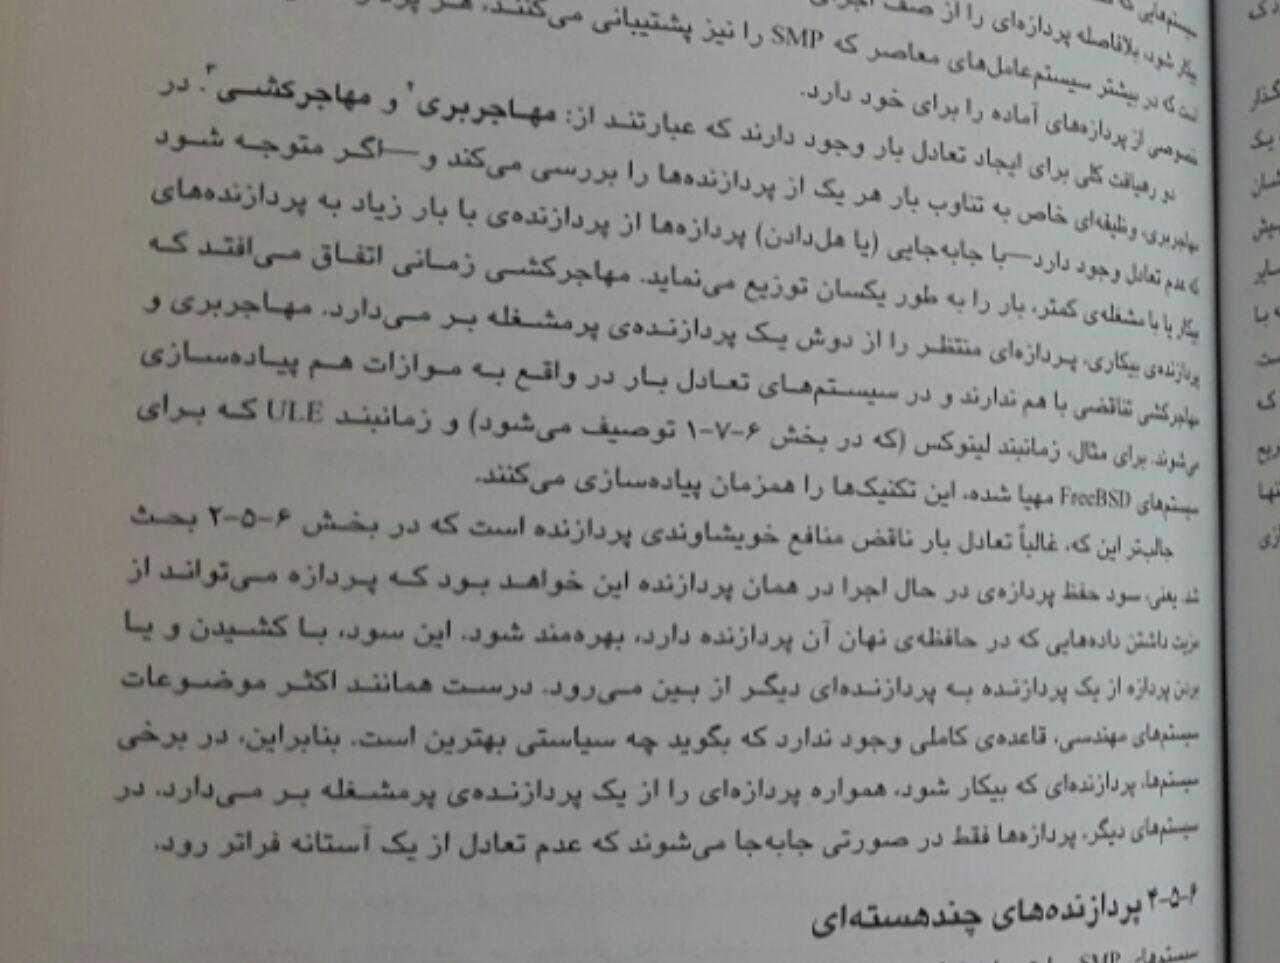 سیستم‌هایی که
بیکار شود، بلافاصله پردازه‌ای را از صف اجرای
است که در بیشتر سیستم‌عامل‌های معاصر که SMP را نیز پشتیبانی می‌کنند، هر
خصوصی از پردازه‌های آماده را برای خود دارد.
دو رهیافت کلی برای ایجاد تعادل بار وجود دارند که عبارتند از: مهاجربری۲ و مهاجرکشی۳. در
مهاجربری، وظیفه‌ای خاص به تناوب بار هر یک از پردازنده‌ها را بررسی می‌کند و—اگر متوجه شود
که عدم تعادل وجود دارد—با جابه‌جایی (یا هل‌دادن) پردازه‌ها از پردازنده‌ی با بار زیاد به پردازنده‌های
بیکار یا با مشغله‌ی کمتر، بار را به طور یکسان توزیع می‌نماید. مهاجرکشی زمانی اتفاق می‌افتد که
پردازنده‌ی بیکاری، پردازه‌ای منتظر را از دوش یک پردازنده‌ی پرمشغله بر می‌دارد. مهاجربری و
مهاجرکشی تناقضی با هم ندارند و در سیستم‌های تعادل بار در واقع به موازات هم پیاده‌سازی
می‌شوند. برای مثال، زمانبند لینوکس (که در بخش ۶-۷-۱ توصیف می‌شود) و زمانبند ULE که برای
سیستم‌های FreeBSD مهیا شده، این تکنیک‌ها را همزمان پیاده‌سازی می‌کنند.
جالب‌تر این که، غالباً تعادل بار ناقض منافع خویشاوندی پردازنده است که در بخش ۶-۵-۲ بحث
شد. یعنی، سود حفظ پردازه‌ی در حال اجرا در همان پردازنده این خواهد بود که پردازه می‌تواند از
مزیت داشتن داده‌هایی که در حافظه‌ی نهان آن پردازنده دارد، بهره‌مند شود. این سود، با کشیدن و یا
بردن پردازه از یک پردازنده به پردازنده‌ای دیگر از بین می‌رود. درست همانند اکثر موضوعات
سیستم‌های مهندسی، قاعده‌ی کاملی وجود ندارد که بگوید چه سیاستی بهترین است. بنابراین، در برخی
سیستم‌ها، پردازنده‌ای که بیکار شود، همواره پردازه‌ای را از یک پردازنده‌ی پرمشغله بر می‌دارد. در
سیستم‌های دیگر، پردازه‌ها فقط در صورتی جابه‌جا می‌شوند که عدم تعادل از یک آستانه فراتر رود.
۶-۵-۴ پردازنده‌های چندهسته‌ای
سیستم‌های SMP